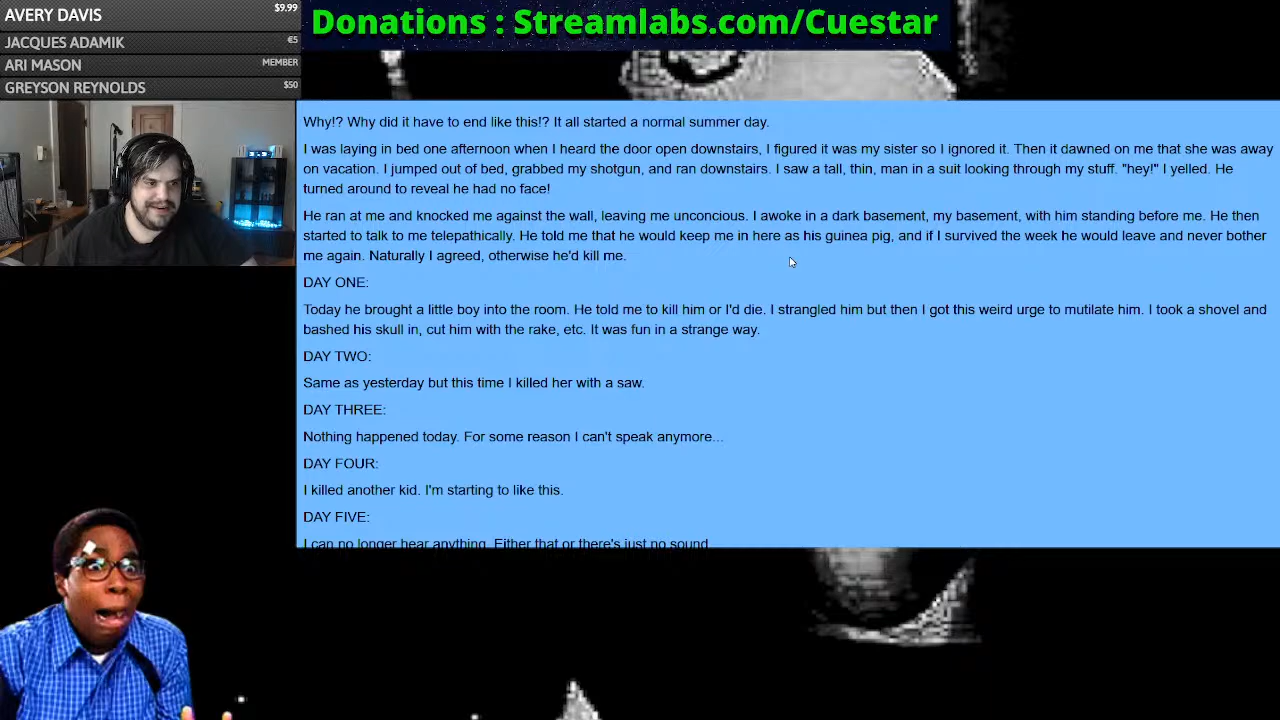 AVERY DAVIS $9.99
JACQUES ADAMIK €5
ARI MASON MEMBER
GREYSON REYNOLDS $50
Donations : Streamlabs.com/Cuestar
Why!? Why did it have to end like this!? It all started a normal summer day.
I was laying in bed one afternoon when I heard the door open downstairs, I figured it was my sister so I ignored it. Then it dawned on me that she was away
on vacation. I jumped out of bed, grabbed my shotgun, and ran downstairs. I saw a tall, thin, man in a suit looking through my stuff. "hey!" I yelled. He
turned around to reveal he had no face!
He ran at me and knocked me against the wall, leaving me unconcious. I awoke in a dark basement, my basement, with him standing before me. He then
started to talk to me telepathically. He told me that he would keep me in here as his guinea pig, and if I survived the week he would leave and never bother
me again. Naturally I agreed, otherwise he'd kill me.
DAY ONE:
Today he brought a little boy into the room. He told me to kill him or I'd die. I strangled him but then I got this weird urge to mutilate him. I took a shovel and
bashed his skull in, cut him with the rake, etc. It was fun in a strange way.
DAY TWO:
Same as yesterday but this time I killed her with a saw.
DAY THREE:
Nothing happened today. For some reason I can't speak anymore...
DAY FOUR:
I killed another kid. I'm starting to like this.
DAY FIVE:
I can no longer hear anything. Either that or there's just no sound